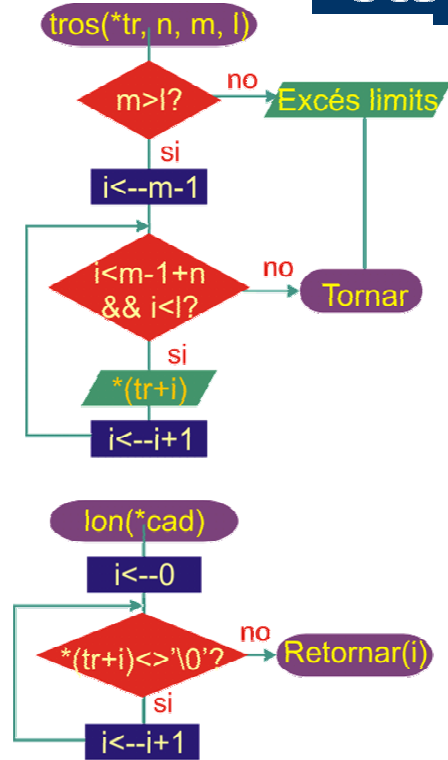 tros(*tr, n, m, l)
m>l?
no
Excés limits
si
i<--m-1
i<m-1+n
&& i<l?
no
Tornar
si
*(tr+i)
i<--i+1
lon(*cad)
i<--0
*(tr+i)<>'\0'?
no
Retornar(i)
si
i<--i+1